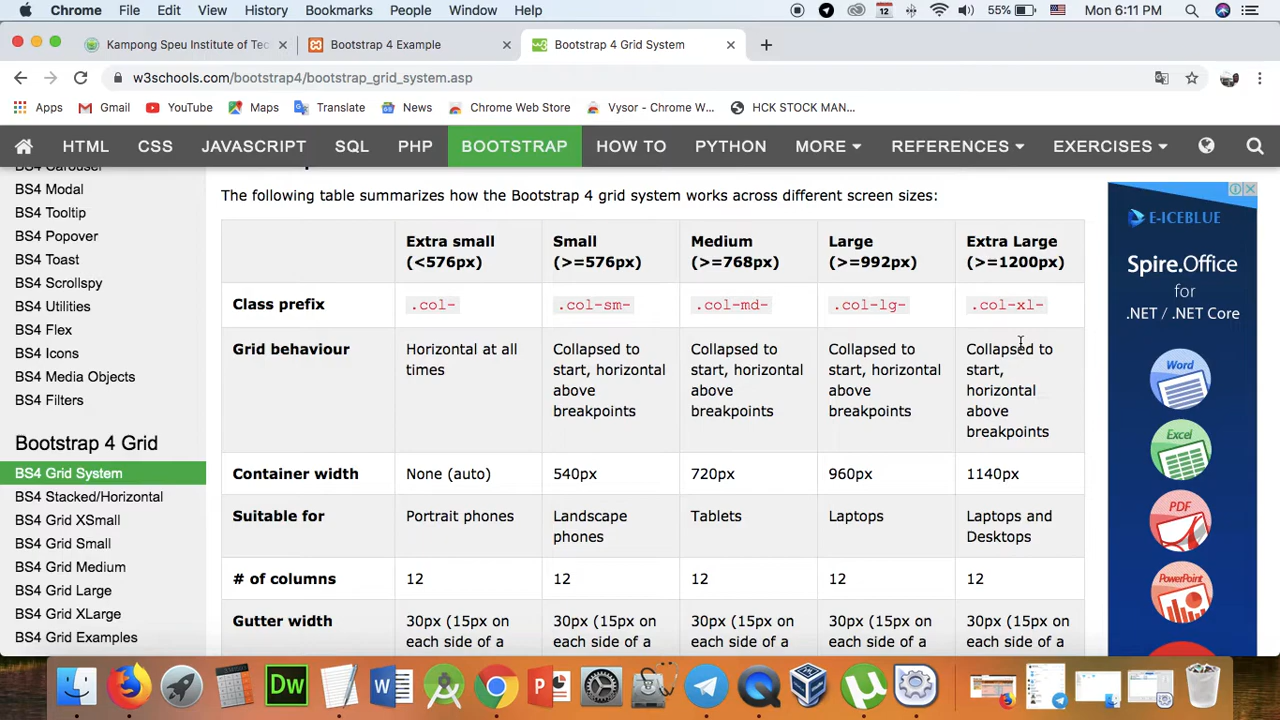 Chrome File Edit View History Bookmarks People Window Help 12 55% Mon 6:11 PM
Kampong Speu Institute of Tec Bootstrap 4 Example Bootstrap 4 Grid System
w3schools.com/bootstrap4/bootstrap_grid_system.asp
Apps Gmail YouTube Maps Translate News Chrome Web Store Vysor - Chrome W... HCK STOCK MAN...
HTML CSS JAVASCRIPT SQL PHP BOOTSTRAP HOW TO PYTHON MORE REFERENCES EXERCISES
BS4 Carousel
BS4 Modal
BS4 Tooltip
BS4 Popover
BS4 Toast
BS4 Scrollspy
BS4 Utilities
BS4 Flex
BS4 Icons
BS4 Media Objects
BS4 Filters
Bootstrap 4 Grid
BS4 Grid System
BS4 Stacked/Horizontal
BS4 Grid XSmall
BS4 Grid Small
BS4 Grid Medium
BS4 Grid Large
BS4 Grid XLarge
BS4 Grid Examples
The following table summarizes how the Bootstrap 4 grid system works across different screen sizes:
Extra small Small Medium Large Extra Large
(<576px) (>=576px) (>=768px) (>=992px) (>=1200px)
Class prefix .col- .col-sm- .col-md- .col-lg- .col-xl-
Grid behaviour Horizontal at all Collapsed to Collapsed to Collapsed to Collapsed to
times start, horizontal start, horizontal start, horizontal start,
above above above horizontal
breakpoints breakpoints breakpoints above
breakpoints
Container width None (auto) 540px 720px 960px 1140px
Suitable for Portrait phones Landscape Tablets Laptops Laptops and
phones Desktops
# of columns 12 12 12 12 12
Gutter width 30px (15px on 30px (15px on 30px (15px on 30px (15px on 30px (15px on
each side of a each side of a each side of a each side of a each side of a
E-ICEBLUE
Spire.Office
for
.NET / .NET Core
Word
Excel
PDF
PowerPoint
Dw
W
P